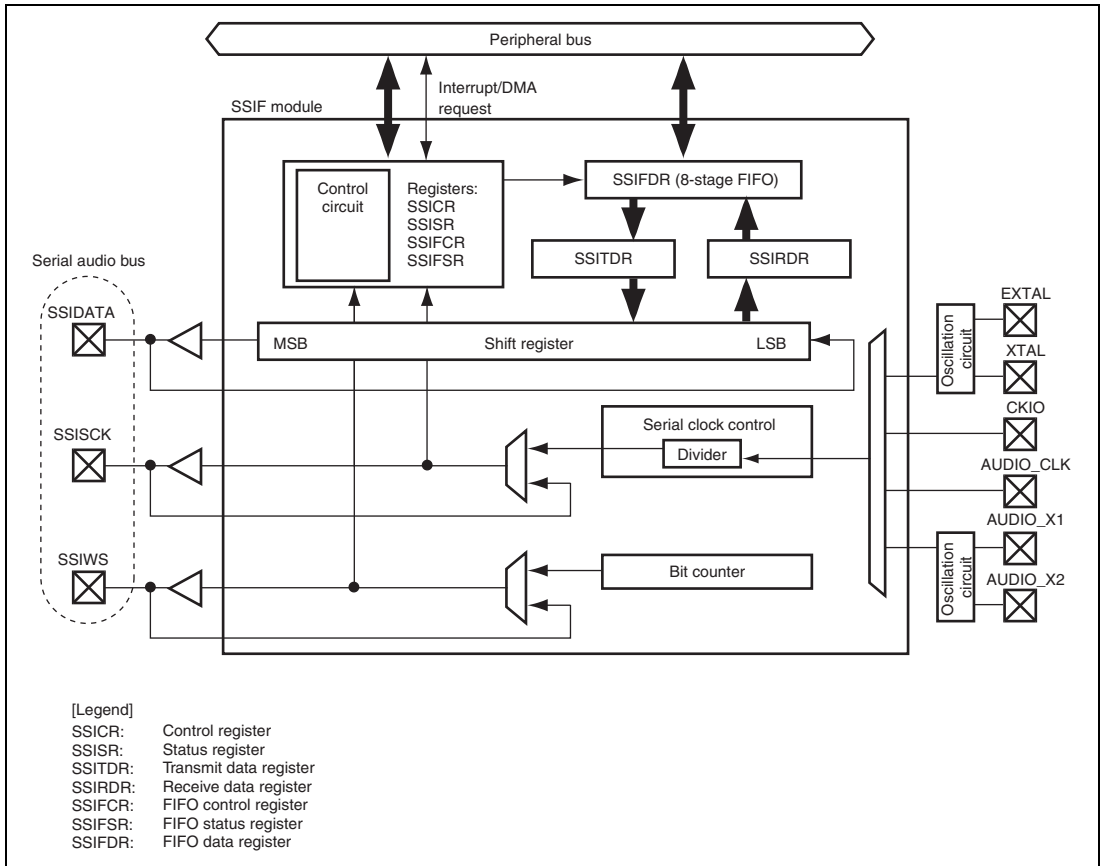 Peripheral bus
Interrupt/DMA
request
SSIF module
Control
circuit
Registers:
SSICR
SSISR
SSIFCR
SSIFSR
SSIFDR (8-stage FIFO)
SSITDR
SSIRDR
Serial audio bus
SSIDATA
MSB
Shift register
LSB
EXTAL
Oscillation
circuit
XTAL
CKIO
SSISCK
Serial clock control
Divider
AUDIO_CLK
AUDIO_X1
SSIWS
Bit counter
Oscillation
circuit
AUDIO_X2
[Legend]
SSICR: Control register
SSISR: Status register
SSITDR: Transmit data register
SSIRDR: Receive data register
SSIFCR: FIFO control register
SSIFSR: FIFO status register
SSIFDR: FIFO data register